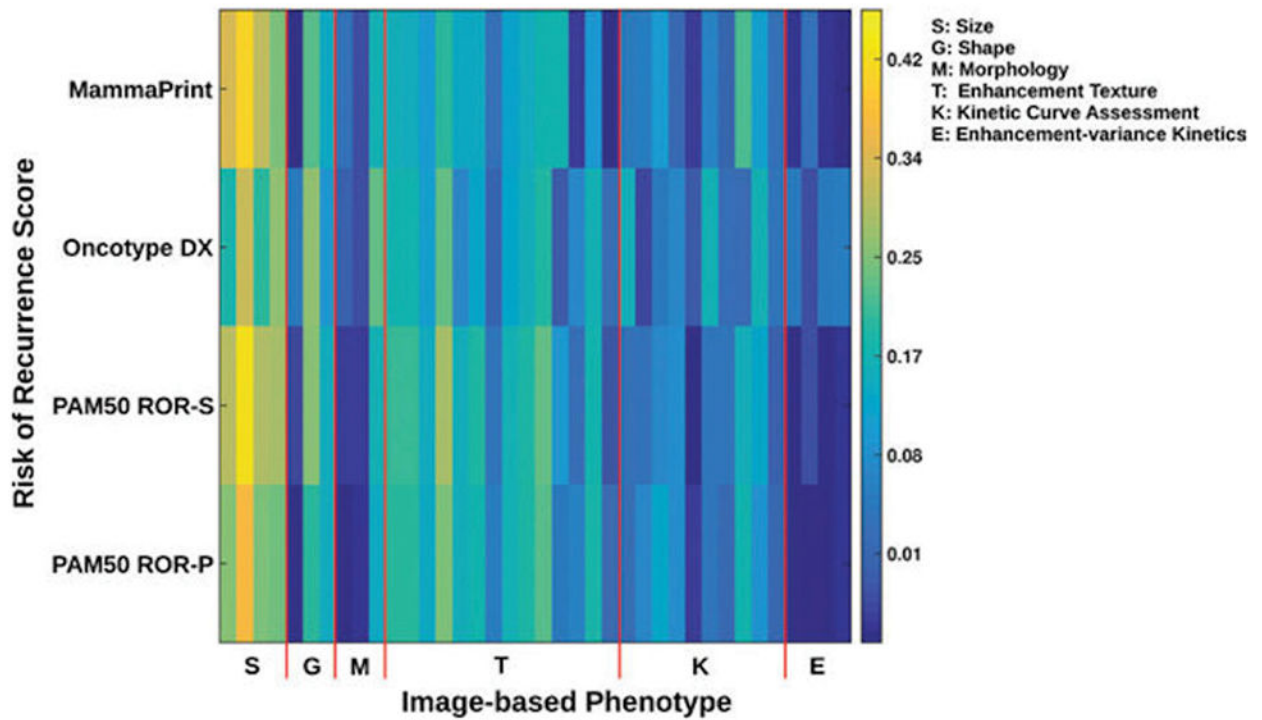 Risk of Recurrence Score
MammaPrint
Oncotype DX
PAM50 ROR-S
PAM50 ROR-P
S G M T K E
Image-based Phenotype
0.42
0.34
0.25
0.17
0.08
0.01
S: Size
G: Shape
M: Morphology
T: Enhancement Texture
K: Kinetic Curve Assessment
E: Enhancement-variance Kinetics